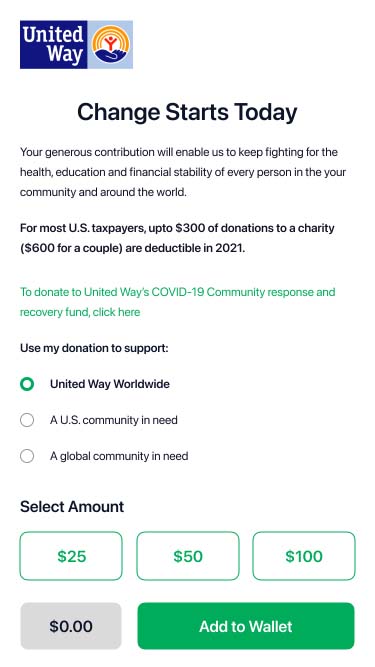 United
Way
Change Starts Today
Your generous contribution will enable us to keep fighting for the
health, education and financial stability of every person in the your
community and around the world.
For most U.S. taxpayers, upto $300 of donations to a charity
($600 for a couple) are deductible in 2021.
To donate to United Way's COVID-19 Community response and
recovery fund, click here
Use my donation to support:
United Way Worldwide
A U.S. community in need
A global community in need
Select Amount
$25 $50 $100
$0.00 Add to Wallet